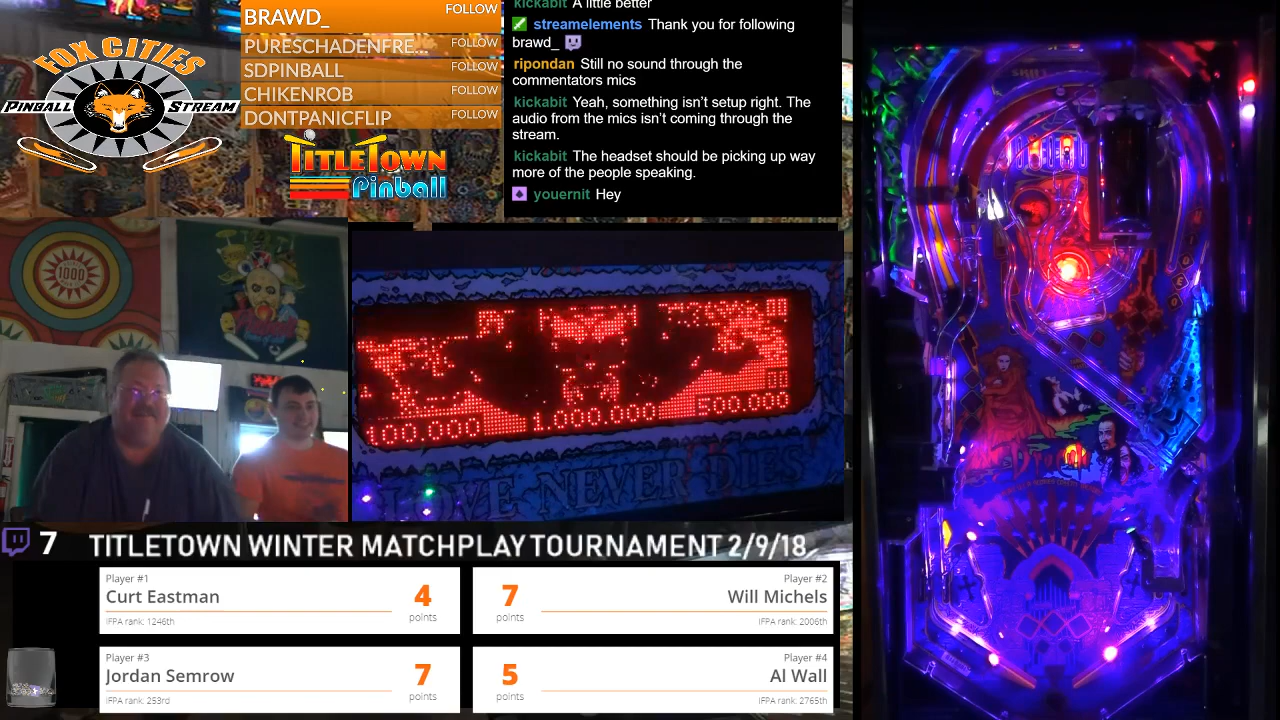 FOX CITIES
PINBALL STREAM
BRAWD_ FOLLOW
PURESCHADENFRE... FOLLOW
SDPINBALL FOLLOW
CHIKENROB FOLLOW
DONTPANICFLIP FOLLOW
TITLETOWN
Pinball
kickabit A little better
streamelements Thank you for following
brawd_
ripondan Still no sound through the
commentators mics
kickabit Yeah, something isn't setup right. The
audio from the mics isn't coming through the
stream.
kickabit The headset should be picking up way
more of the people speaking.
youernit Hey
1000
100.000 1.000.000 500.000
LOVE NEVER DIES
7 TITLETOWN WINTER MATCHPLAY TOURNAMENT 2/9/18
Player #1
Curt Eastman
IFPA rank: 1246th
4
points
Player #2
Will Michels
IFPA rank: 2006th
7
points
Player #3
Jordan Semrow
IFPA rank: 253rd
7
points
Player #4
Al Wall
IFPA rank: 2765th
5
points